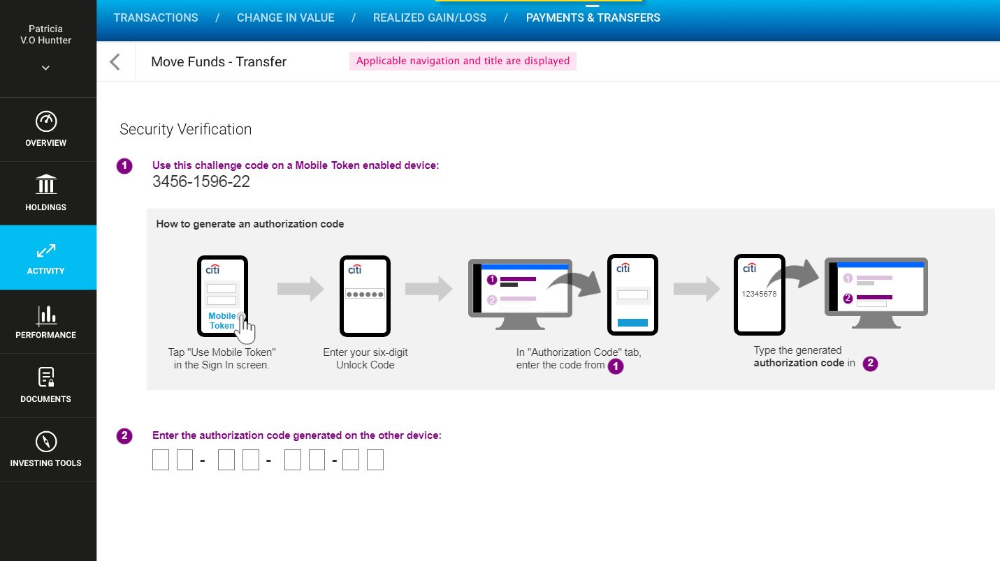 Patricia
V.O Huntter
TRANSACTIONS / CHANGE IN VALUE / REALIZED GAIN/LOSS / PAYMENTS & TRANSFERS
Move Funds - Transfer
Applicable navigation and title are displayed
OVERVIEW
HOLDINGS
ACTIVITY
PERFORMANCE
DOCUMENTS
INVESTING TOOLS
Security Verification
1 Use this challenge code on a Mobile Token enabled device:
3456-1596-22
How to generate an authorization code
citi
Mobile
Token
Tap "Use Mobile Token"
in the Sign In screen.
citi
Enter your six-digit
Unlock Code
1
2
citi
In "Authorization Code" tab,
enter the code from 1
citi
12345678
1
2
Type the generated
authorization code in 2
2 Enter the authorization code generated on the other device:
- - -